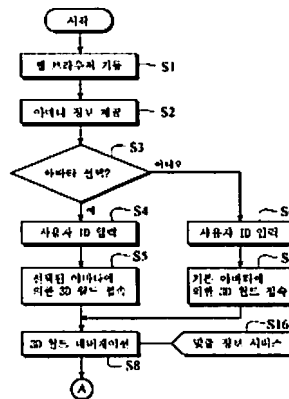 시작
웹 브라우저 기동
S1
아바타 정보 제공
S2
S3
아바타 선택?
아니오
예
S4
사용자 ID 입력
S
사용자 ID 입력
S5
선택된 아바타에
의한 3D 월드 접속
S
기본 아바타에
의한 3D 월드 접속
3D 월드 네비게이션
S8
S16
맞춤 정보 서비스
A